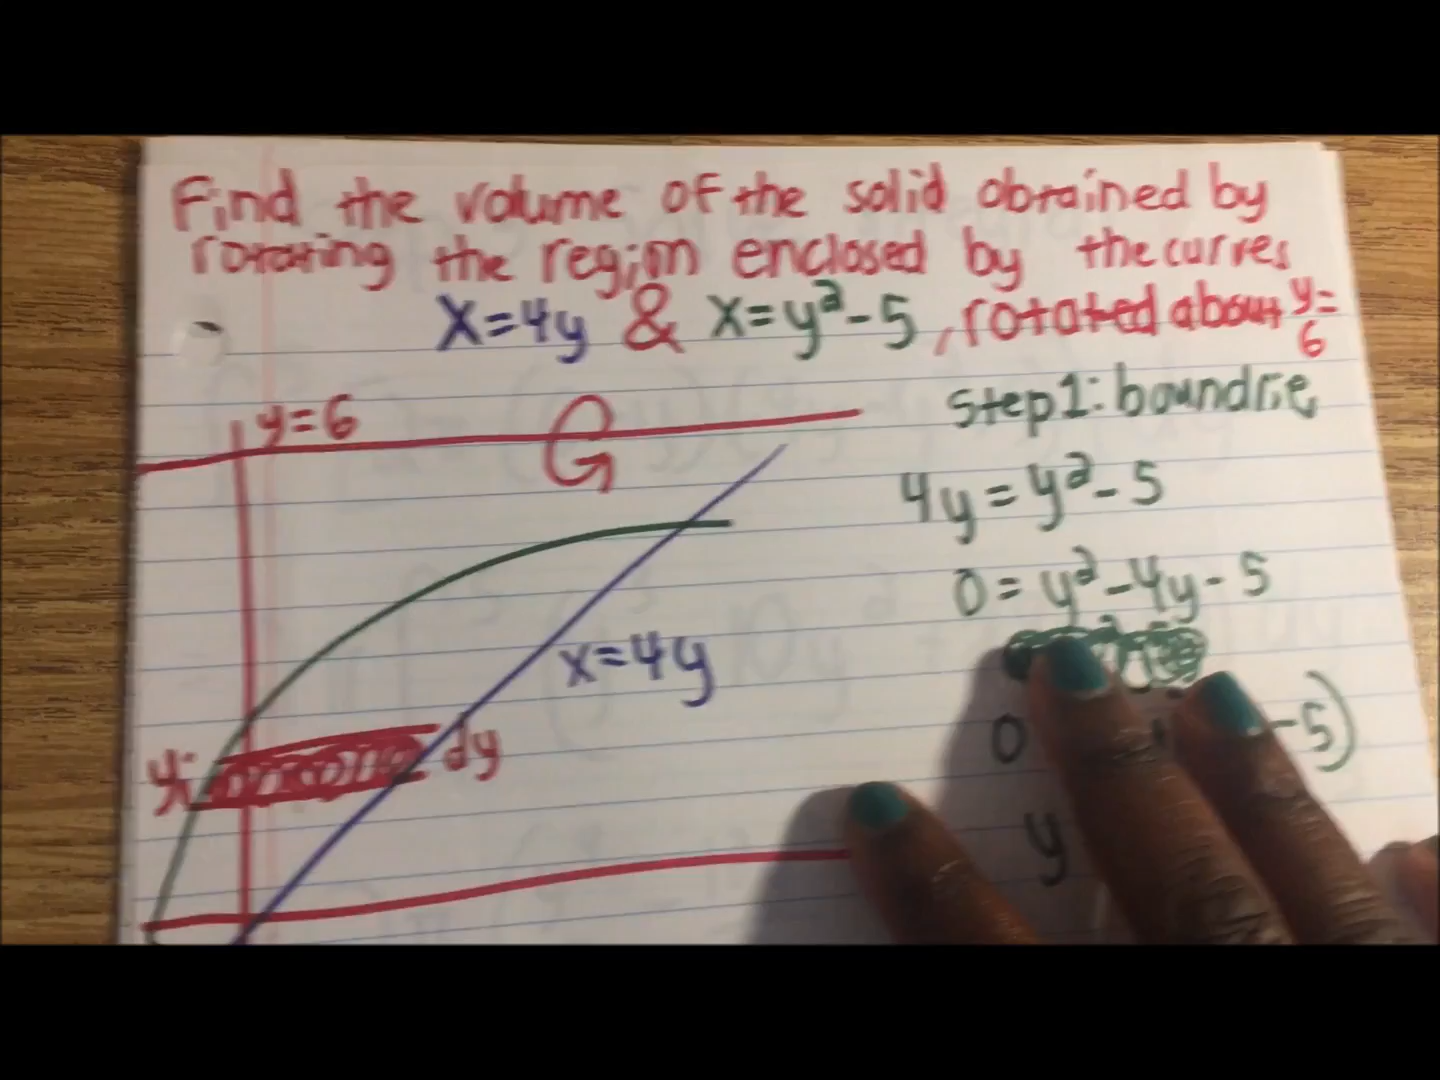 Find the volume of the solid obtained by
rotating the region enclosed by the curves
x=4y & x=y²-5, rotated about y=
6
y=6
step1: boundrie
4y = y²-5
0 = y²-4y-5
x=4y
yi
dy
0 -5)
y